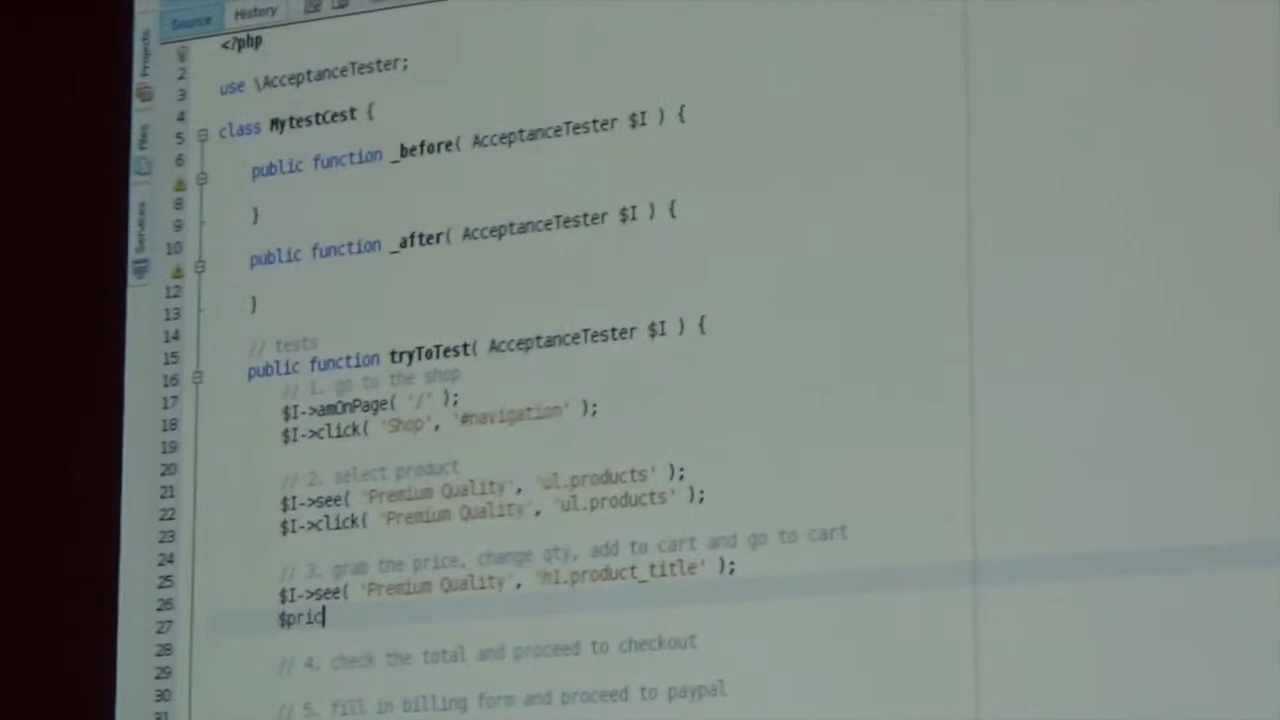 Source History
Projects
Files
Services
<?php
2
3
use \AcceptanceTester;
4
5 class MytestCest {
6
public function _before( AcceptanceTester $I ) {
8
9 }
10
public function _after( AcceptanceTester $I ) {
12
13 }
14
15 // tests
16 public function tryToTest( AcceptanceTester $I ) {
17 // 1. go to the shop
18 $I->amOnPage( '/' );
19 $I->click( 'Shop', '#navigation' );
20
21 // 2. select product
22 $I->see( 'Premium Quality', 'ul.products' );
23 $I->click( 'Premium Quality', 'ul.products' );
24
25 // 3. grab the price, change qty, add to cart and go to cart
26 $I->see( 'Premium Quality', 'h1.product_title' );
27 $pric
28
29 // 4. check the total and proceed to checkout
30
31 // 5. fill in billing form and proceed to paypal